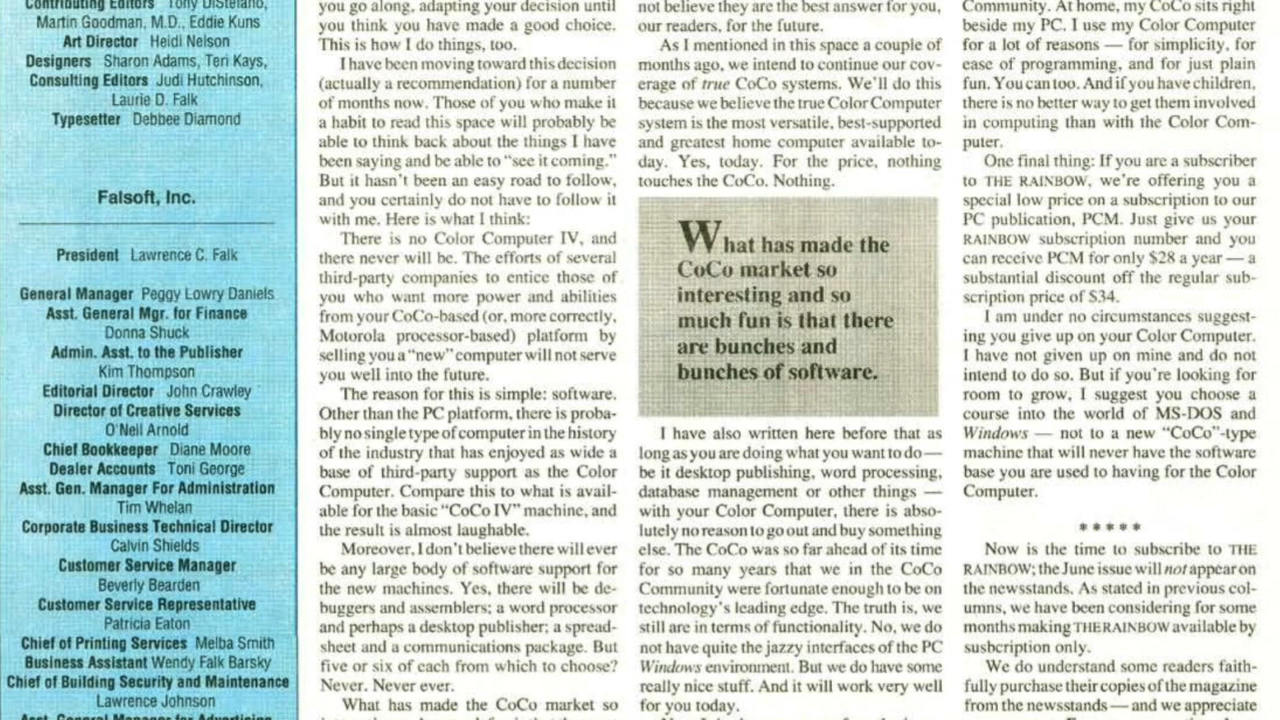 Contributing Editors Tony DiStefano,
Martin Goodman, M.D., Eddie Kuns
Art Director Heidi Nelson
Designers Sharon Adams, Teri Kays,
Consulting Editors Judi Hutchinson,
Laurie D. Falk
Typesetter Debbee Diamond
Falsoft, Inc.
President Lawrence C. Falk
General Manager Peggy Lowry Daniels
Asst. General Mgr. for Finance
Donna Shuck
Admin. Asst. to the Publisher
Kim Thompson
Editorial Director John Crawley
Director of Creative Services
O'Neil Arnold
Chief Bookkeeper Diane Moore
Dealer Accounts Toni George
Asst. Gen. Manager For Administration
Tim Whelan
Corporate Business Technical Director
Calvin Shields
Customer Service Manager
Beverly Bearden
Customer Service Representative
Patricia Eaton
Chief of Printing Services Melba Smith
Business Assistant Wendy Falk Barsky
Chief of Building Security and Maintenance
Lawrence Johnson
Asst. General Manager for Advertising
you go along, adapting your decision until
you think you have made a good choice.
This is how I do things, too.
I have been moving toward this decision
(actually a recommendation) for a number
of months now. Those of you who make it
a habit to read this space will probably be
able to think back about the things I have
been saying and be able to "see it coming."
But it hasn't been an easy road to follow,
and you certainly do not have to follow it
with me. Here is what I think:
There is no Color Computer IV, and
there never will be. The efforts of several
third-party companies to entice those of
you who want more power and abilities
from your CoCo-based (or, more correctly,
Motorola processor-based) platform by
selling you a "new" computer will not serve
you well into the future.
The reason for this is simple: software.
Other than the PC platform, there is proba-
bly no single type of computer in the history
of the industry that has enjoyed as wide a
base of third-party support as the Color
Computer. Compare this to what is avail-
able for the basic "CoCo IV" machine, and
the result is almost laughable.
Moreover, I don't believe there will ever
be any large body of software support for
the new machines. Yes, there will be de-
buggers and assemblers; a word processor
and perhaps a desktop publisher; a spread-
sheet and a communications package. But
five or six of each from which to choose?
Never. Never ever.
What has made the CoCo market so
not believe they are the best answer for you,
our readers, for the future.
As I mentioned in this space a couple of
months ago, we intend to continue our cov-
erage of true CoCo systems. We'll do this
because we believe the true Color Computer
system is the most versatile, best-supported
and greatest home computer available to-
day. Yes, today. For the price, nothing
touches the CoCo. Nothing.
What has made the
CoCo market so
interesting and so
much fun is that there
are bunches and
bunches of software.
I have also written here before that as
long as you are doing what you want to do —
be it desktop publishing, word processing,
database management or other things —
with your Color Computer, there is abso-
lutely no reason to go out and buy something
else. The CoCo was so far ahead of its time
for so many years that we in the CoCo
Community were fortunate enough to be on
technology's leading edge. The truth is, we
still are in terms of functionality. No, we do
not have quite the jazzy interfaces of the PC
Windows environment. But we do have some
really nice stuff. And it will work very well
for you today.
Community. At home, my CoCo sits right
beside my PC. I use my Color Computer
for a lot of reasons — for simplicity, for
ease of programming, and for just plain
fun. You can too. And if you have children,
there is no better way to get them involved
in computing than with the Color Com-
puter.
One final thing: If you are a subscriber
to THE RAINBOW, we're offering you a
special low price on a subscription to our
PC publication, PCM. Just give us your
RAINBOW subscription number and you
can receive PCM for only $28 a year — a
substantial discount off the regular sub-
scription price of $34.
I am under no circumstances suggest-
ing you give up on your Color Computer.
I have not given up on mine and do not
intend to do so. But if you're looking for
room to grow, I suggest you choose a
course into the world of MS-DOS and
Windows — not to a new "CoCo"-type
machine that will never have the software
base you are used to having for the Color
Computer.
* * * * *
Now is the time to subscribe to THE
RAINBOW; the June issue will not appear on
the newsstands. As stated in previous col-
umns, we have been considering for some
months making THE RAINBOW available by
susbcription only.
We do understand some readers faith-
fully purchase their copies of the magazine
from the newsstands — and we appreciate